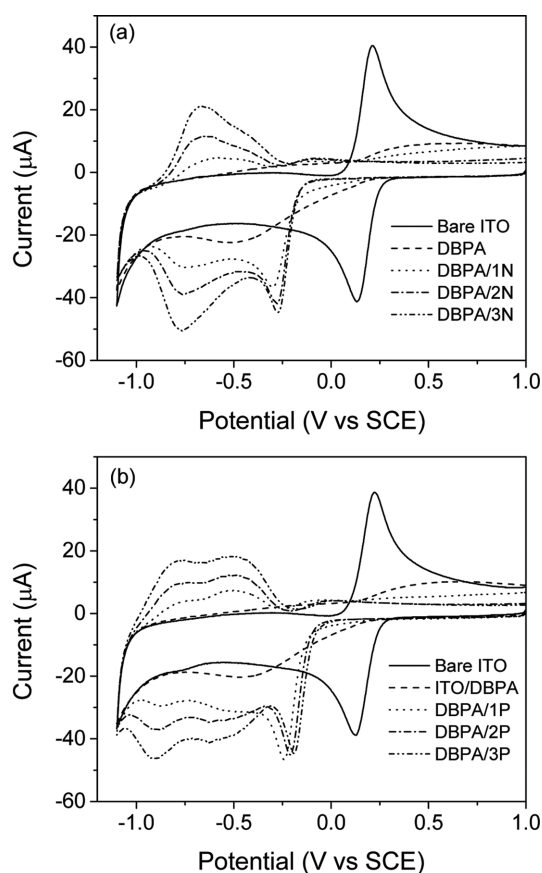 (a)
40
20
0
-20
-40
-60
Current (μA)
Bare ITO
DBPA
DBPA/1N
DBPA/2N
DBPA/3N
-1.0 -0.5 0.0 0.5 1.0
Potential (V vs SCE)
(b)
40
20
0
-20
-40
-60
Current (μA)
Bare ITO
ITO/DBPA
DBPA/1P
DBPA/2P
DBPA/3P
-1.0 -0.5 0.0 0.5 1.0
Potential (V vs SCE)